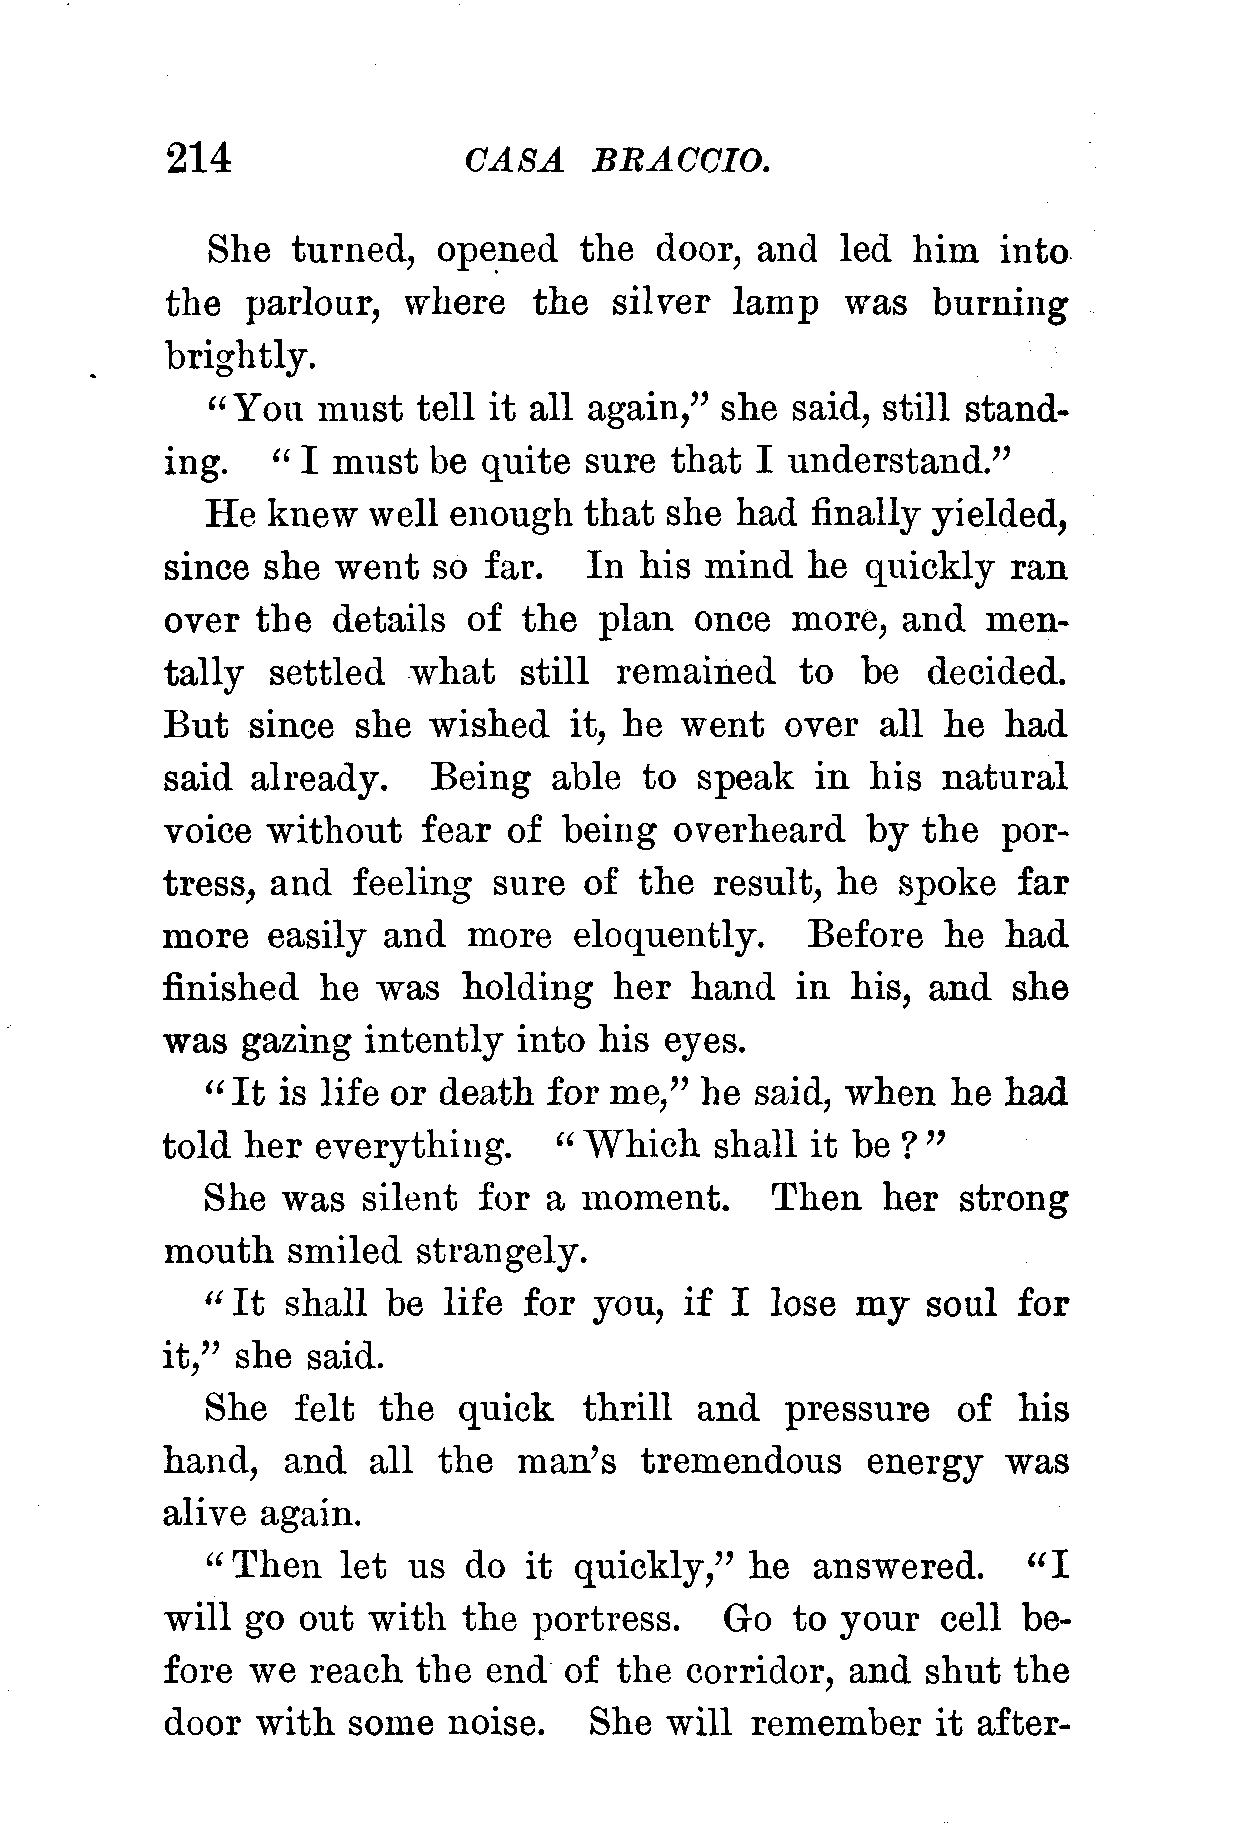 214 CASA BRACCIO.
She turned, opened the door, and led him into
the parlour, where the silver lamp was burning
brightly.
"You must tell it all again," she said, still stand-
ing. "I must be quite sure that I understand."
He knew well enough that she had finally yielded,
since she went so far. In his mind he quickly ran
over the details of the plan once more, and men-
tally settled what still remained to be decided.
But since she wished it, he went over all he had
said already. Being able to speak in his natural
voice without fear of being overheard by the por-
tress, and feeling sure of the result, he spoke far
more easily and more eloquently. Before he had
finished he was holding her hand in his, and she
was gazing intently into his eyes.
"It is life or death for me," he said, when he had
told her everything. "Which shall it be?"
She was silent for a moment. Then her strong
mouth smiled strangely.
"It shall be life for you, if I lose my soul for
it," she said.
She felt the quick thrill and pressure of his
hand, and all the man's tremendous energy was
alive again.
"Then let us do it quickly," he answered. "I
will go out with the portress. Go to your cell be-
fore we reach the end of the corridor, and shut the
door with some noise. She will remember it after-